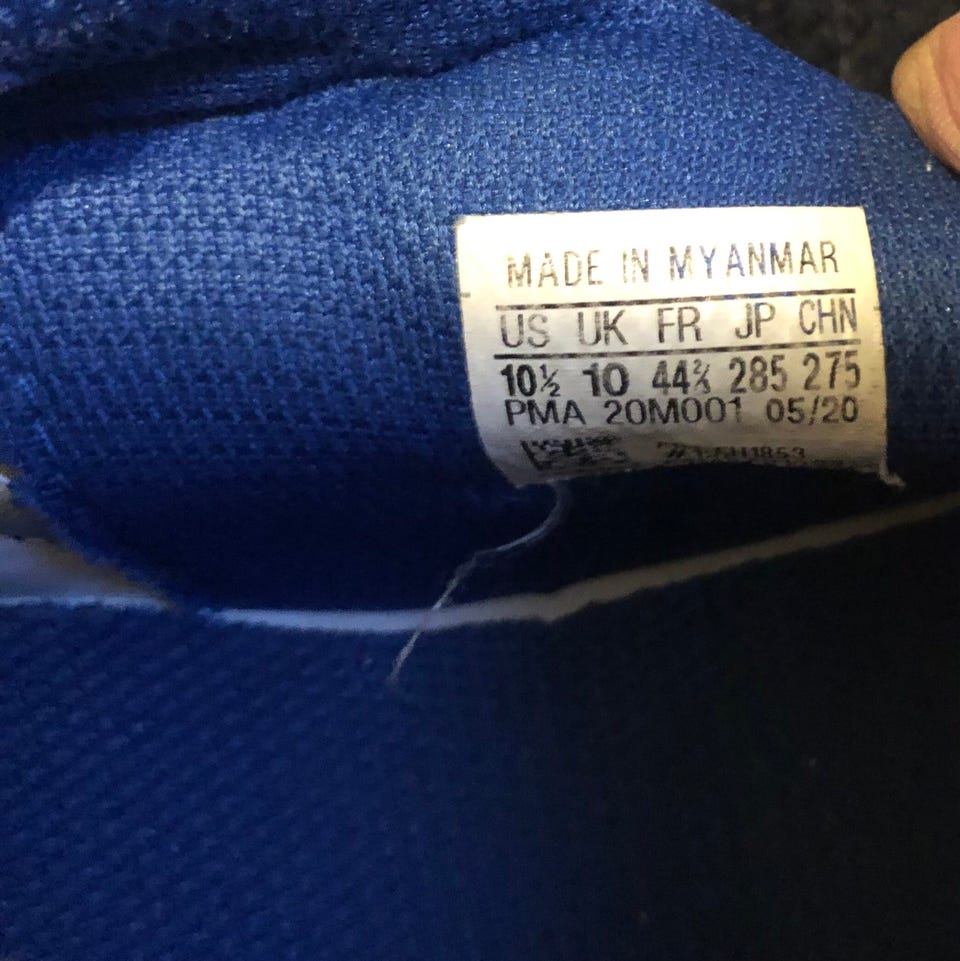 MADE IN MYANMAR
US UK FR JP CHN
10½ 10 44⅔ 285 275
PMA 20M001 05/20